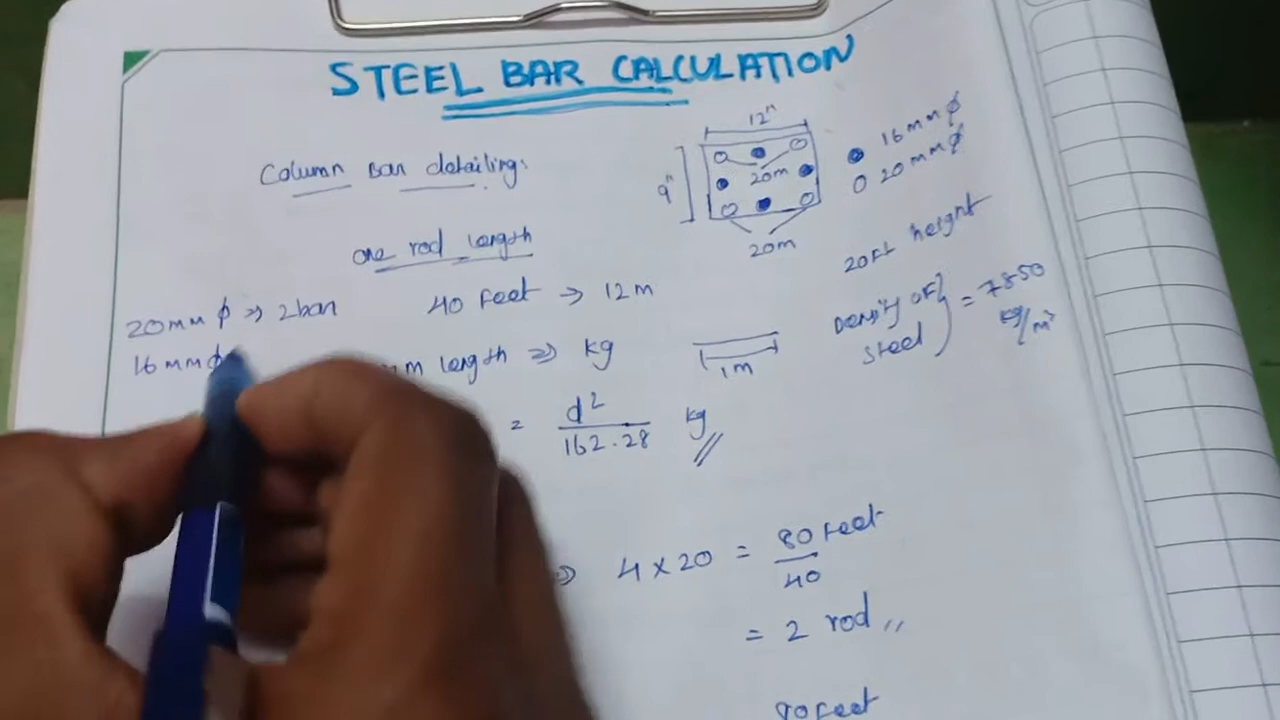 STEEL BAR CALCULATION
Column Bar detailing:
12"
9"
20m
20m
16mm ϕ
20mm ϕ
one rod length
20Ft height
40 Feet ⇒ 12m
20mm ϕ ⇒ 2 bar
16mm ϕ
m length ⇒ kg
1m
Density of steel } = 7850 kg/m³
= d²/162.28 kg
⇒ 4 x 20 = 80 Feet/40
= 2 rod,,
80 Feet